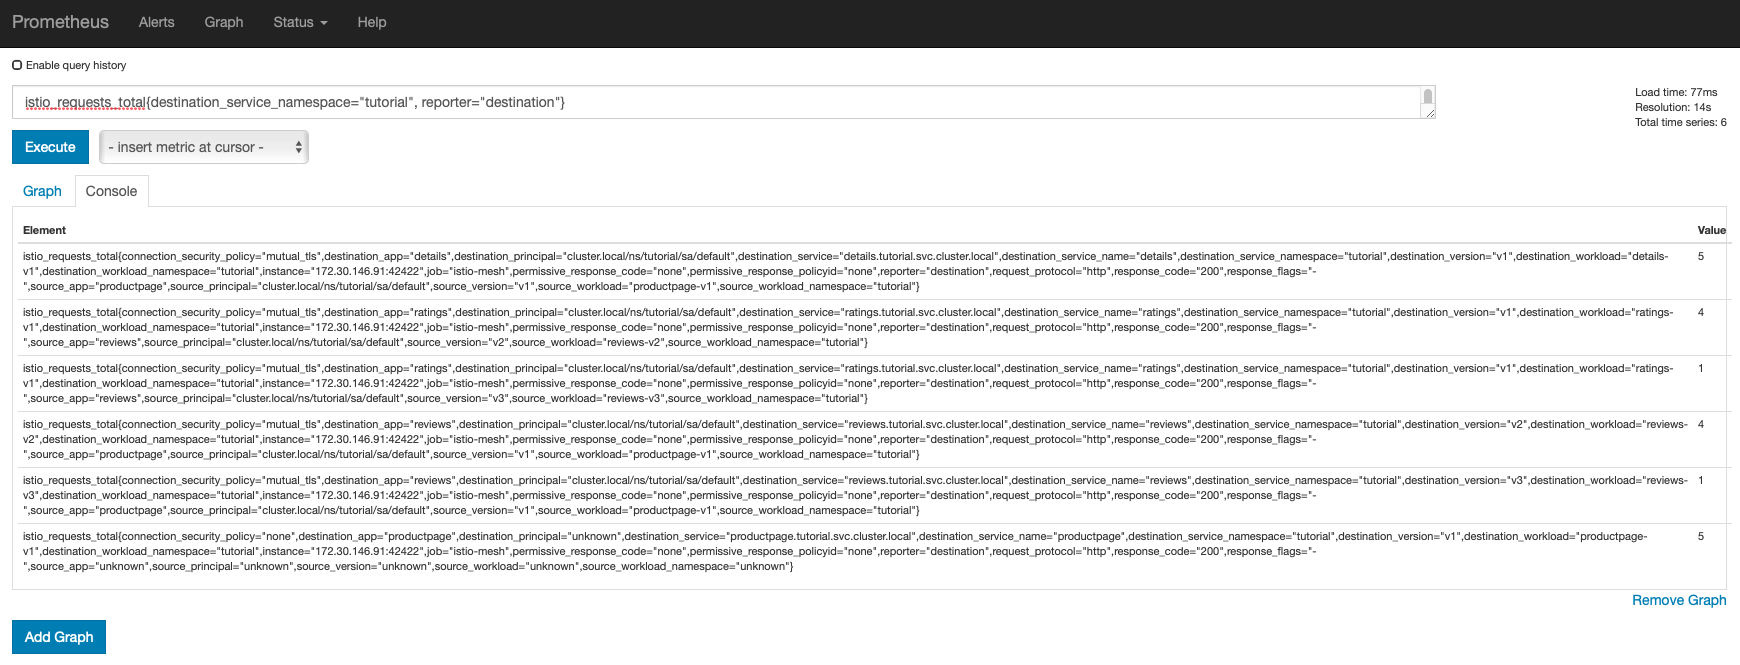 Prometheus Alerts Graph Status Help
Enable query history
istio_requests_total{destination_service_namespace="tutorial", reporter="destination"}
Load time: 77ms
Resolution: 14s
Total time series: 6
Execute - insert metric at cursor -
Graph Console
Element Value
istio_requests_total{connection_security_policy="mutual_tls",destination_app="details",destination_principal="cluster.local/ns/tutorial/sa/default",destination_service="details.tutorial.svc.cluster.local",destination_service_name="details",destination_service_namespace="tutorial",destination_version="v1",destination_workload="details- 5
v1",destination_workload_namespace="tutorial",instance="172.30.146.91:42422",job="istio-mesh",permissive_response_code="none",permissive_response_policyid="none",reporter="destination",request_protocol="http",response_code="200",response_flags="-
",source_app="productpage",source_principal="cluster.local/ns/tutorial/sa/default",source_version="v1",source_workload="productpage-v1",source_workload_namespace="tutorial"}
istio_requests_total{connection_security_policy="mutual_tls",destination_app="ratings",destination_principal="cluster.local/ns/tutorial/sa/default",destination_service="ratings.tutorial.svc.cluster.local",destination_service_name="ratings",destination_service_namespace="tutorial",destination_version="v1",destination_workload="ratings- 4
v1",destination_workload_namespace="tutorial",instance="172.30.146.91:42422",job="istio-mesh",permissive_response_code="none",permissive_response_policyid="none",reporter="destination",request_protocol="http",response_code="200",response_flags="-
",source_app="reviews",source_principal="cluster.local/ns/tutorial/sa/default",source_version="v2",source_workload="reviews-v2",source_workload_namespace="tutorial"}
istio_requests_total{connection_security_policy="mutual_tls",destination_app="ratings",destination_principal="cluster.local/ns/tutorial/sa/default",destination_service="ratings.tutorial.svc.cluster.local",destination_service_name="ratings",destination_service_namespace="tutorial",destination_version="v1",destination_workload="ratings- 1
v1",destination_workload_namespace="tutorial",instance="172.30.146.91:42422",job="istio-mesh",permissive_response_code="none",permissive_response_policyid="none",reporter="destination",request_protocol="http",response_code="200",response_flags="-
",source_app="reviews",source_principal="cluster.local/ns/tutorial/sa/default",source_version="v3",source_workload="reviews-v3",source_workload_namespace="tutorial"}
istio_requests_total{connection_security_policy="mutual_tls",destination_app="reviews",destination_principal="cluster.local/ns/tutorial/sa/default",destination_service="reviews.tutorial.svc.cluster.local",destination_service_name="reviews",destination_service_namespace="tutorial",destination_version="v2",destination_workload="reviews- 4
v2",destination_workload_namespace="tutorial",instance="172.30.146.91:42422",job="istio-mesh",permissive_response_code="none",permissive_response_policyid="none",reporter="destination",request_protocol="http",response_code="200",response_flags="-
",source_app="productpage",source_principal="cluster.local/ns/tutorial/sa/default",source_version="v1",source_workload="productpage-v1",source_workload_namespace="tutorial"}
istio_requests_total{connection_security_policy="mutual_tls",destination_app="reviews",destination_principal="cluster.local/ns/tutorial/sa/default",destination_service="reviews.tutorial.svc.cluster.local",destination_service_name="reviews",destination_service_namespace="tutorial",destination_version="v3",destination_workload="reviews- 1
v3",destination_workload_namespace="tutorial",instance="172.30.146.91:42422",job="istio-mesh",permissive_response_code="none",permissive_response_policyid="none",reporter="destination",request_protocol="http",response_code="200",response_flags="-
",source_app="productpage",source_principal="cluster.local/ns/tutorial/sa/default",source_version="v1",source_workload="productpage-v1",source_workload_namespace="tutorial"}
istio_requests_total{connection_security_policy="none",destination_app="productpage",destination_principal="unknown",destination_service="productpage.tutorial.svc.cluster.local",destination_service_name="productpage",destination_service_namespace="tutorial",destination_version="v1",destination_workload="productpage- 5
v1",destination_workload_namespace="tutorial",instance="172.30.146.91:42422",job="istio-mesh",permissive_response_code="none",permissive_response_policyid="none",reporter="destination",request_protocol="http",response_code="200",response_flags="-
",source_app="unknown",source_principal="unknown",source_version="unknown",source_workload="unknown",source_workload_namespace="unknown"}
Remove Graph
Add Graph